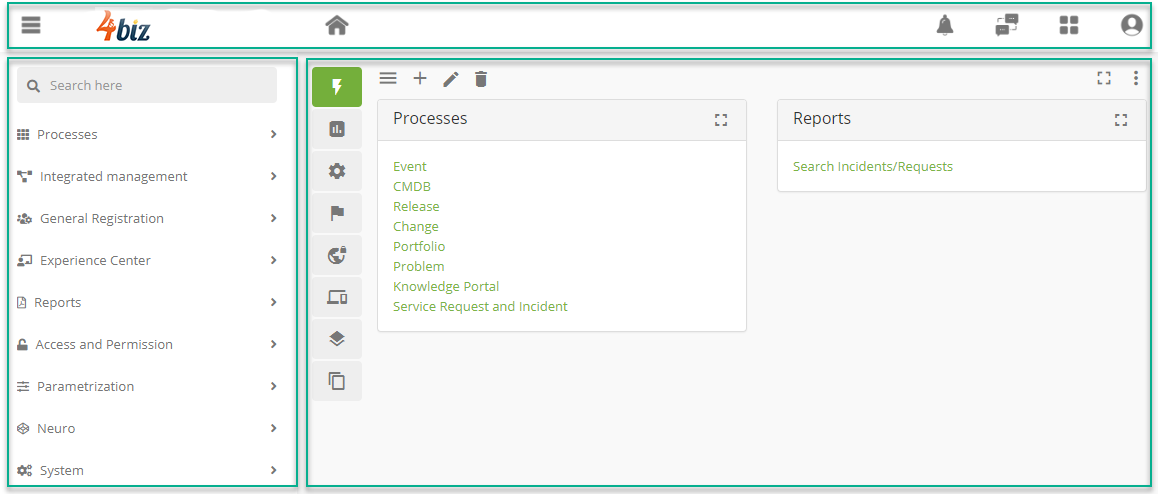 4biz
Search here
Processes
Integrated management
General Registration
Experience Center
Reports
Access and Permission
Parametrization
Neuro
System
Processes
Event
CMDB
Release
Change
Portfolio
Problem
Knowledge Portal
Service Request and Incident
Reports
Search Incidents/Requests